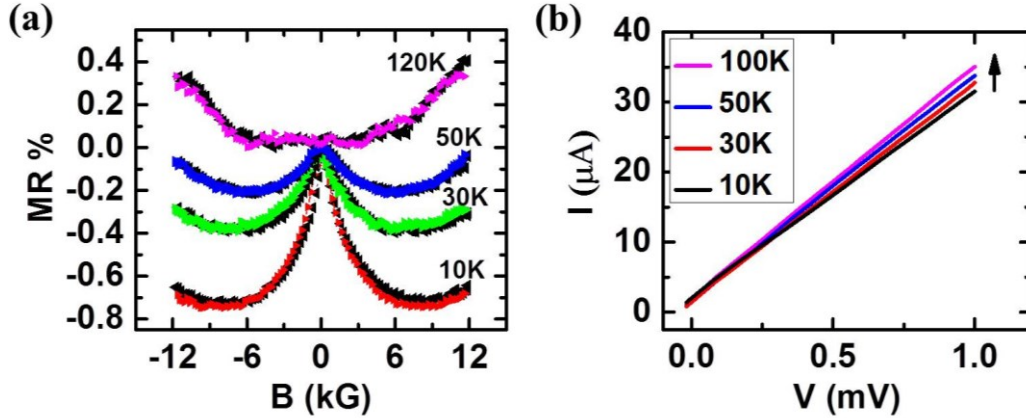 (a)
MR %
0.4
0.2
0.0
-0.2
-0.4
-0.6
-0.8
120K
50K
30K
10K
-12 -6 0 6 12
B (kG)
(b)
I (μA)
40
30
20
10
0
100K
50K
30K
10K
0.0 0.5 1.0
V (mV)